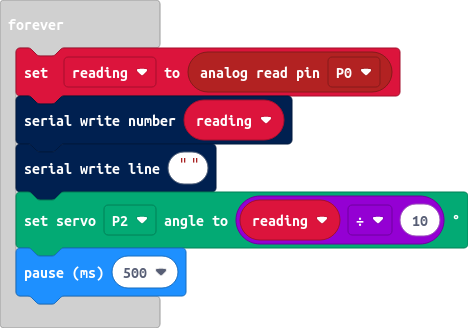 forever
set reading to analog read pin P0
serial write number reading
serial write line " "
set servo P2 angle to reading ÷ 10 °
pause (ms) 500